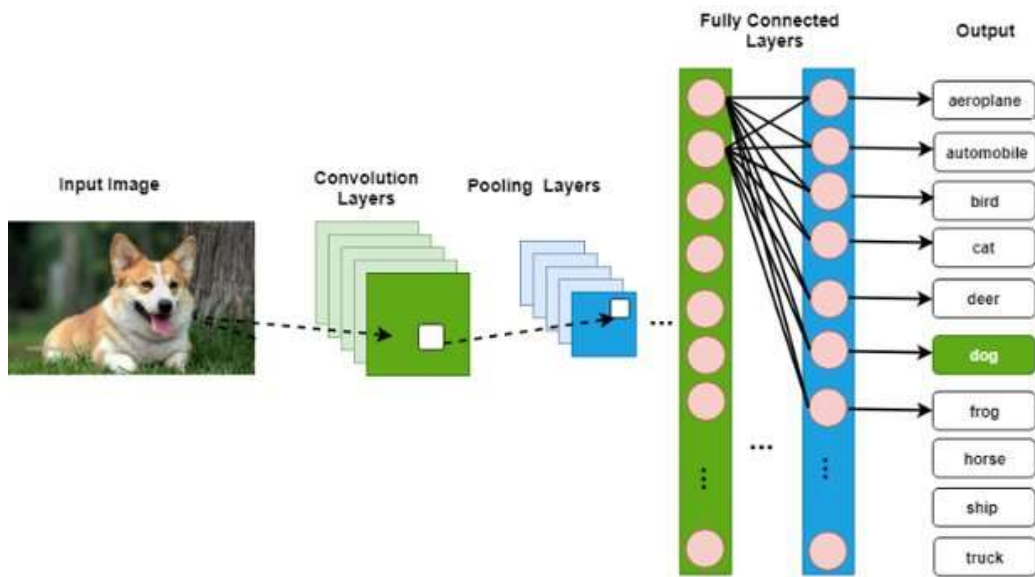 Fully Connected
Layers
Output
Input Image
Convolution
Layers
Pooling Layers
aeroplane
automobile
bird
cat
deer
dog
frog
horse
ship
truck
...
...
...
...